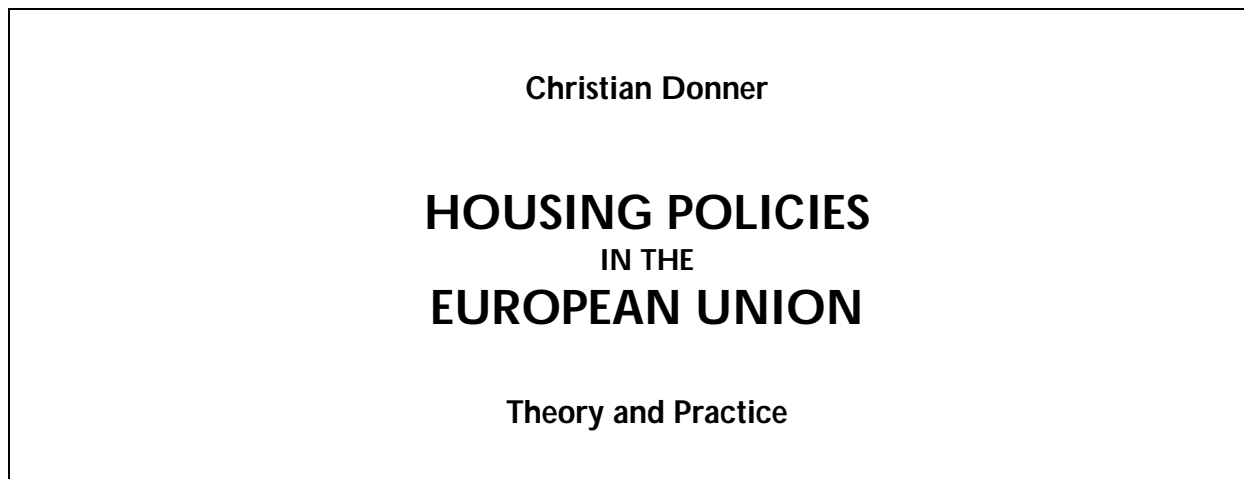 Christian Donner
HOUSING POLICIES
IN THE
EUROPEAN UNION
Theory and Practice